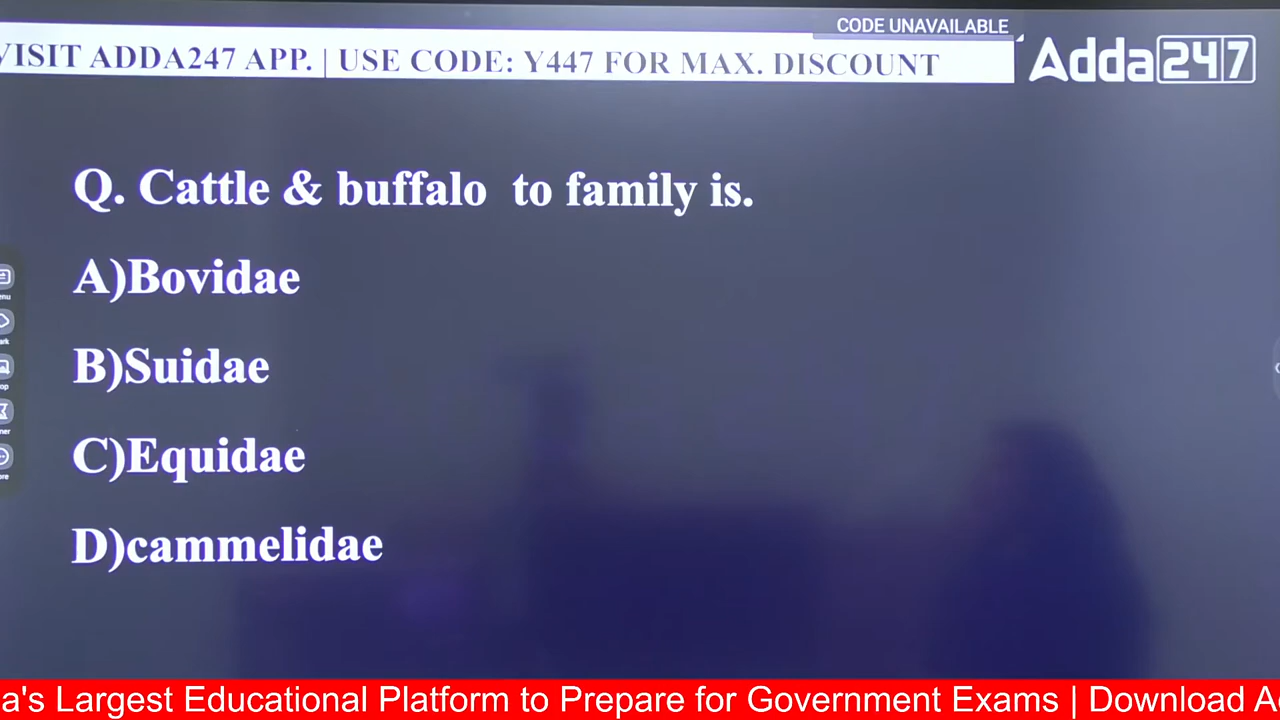 CODE UNAVAILABLE
VISIT ADDA247 APP. | USE CODE: Y447 FOR MAX. DISCOUNT
Adda247
Q. Cattle & buffalo to family is.
A)Bovidae
B)Suidae
C)Equidae
D)cammelidae
a's Largest Educational Platform to Prepare for Government Exams | Download A